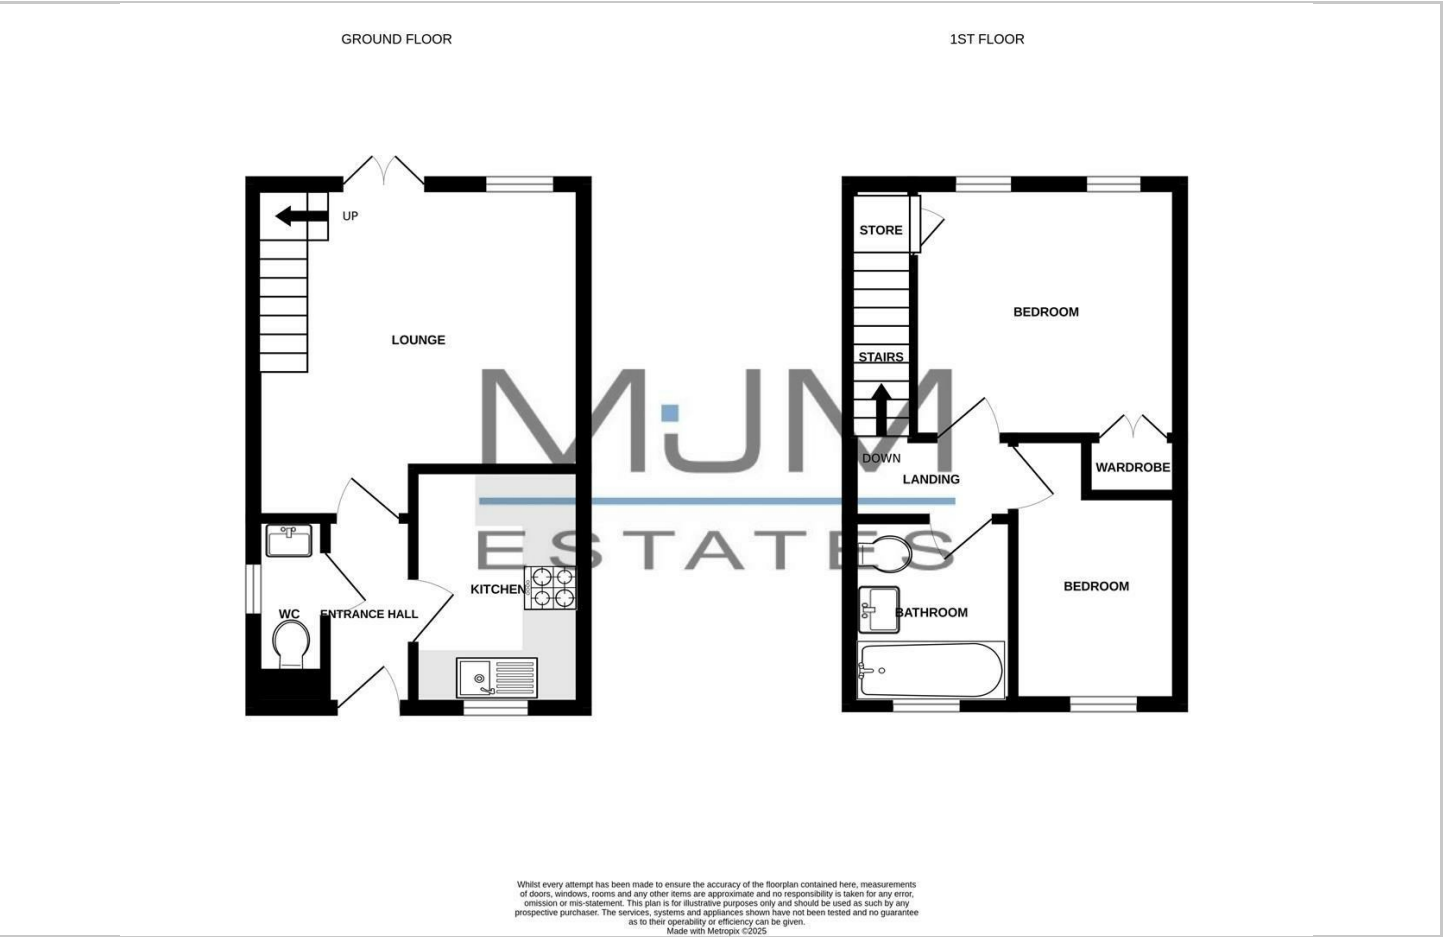 GROUND FLOOR
1ST FLOOR
UP
LOUNGE
KITCHEN
WC
ENTRANCE HALL
STORE
BEDROOM
STAIRS
DOWN
LANDING
WARDROBE
BEDROOM
BATHROOM
MJM
ESTATES
Whilst every attempt has been made to ensure the accuracy of the floorplan contained here, measurements
of doors, windows, rooms and any other items are approximate and no responsibility is taken for any error,
omission or mis-statement. This plan is for illustrative purposes only and should be used as such by any
prospective purchaser. The services, systems and appliances shown have not been tested and no guarantee
as to their operability or efficiency can be given.
Made with Metropix ©2025